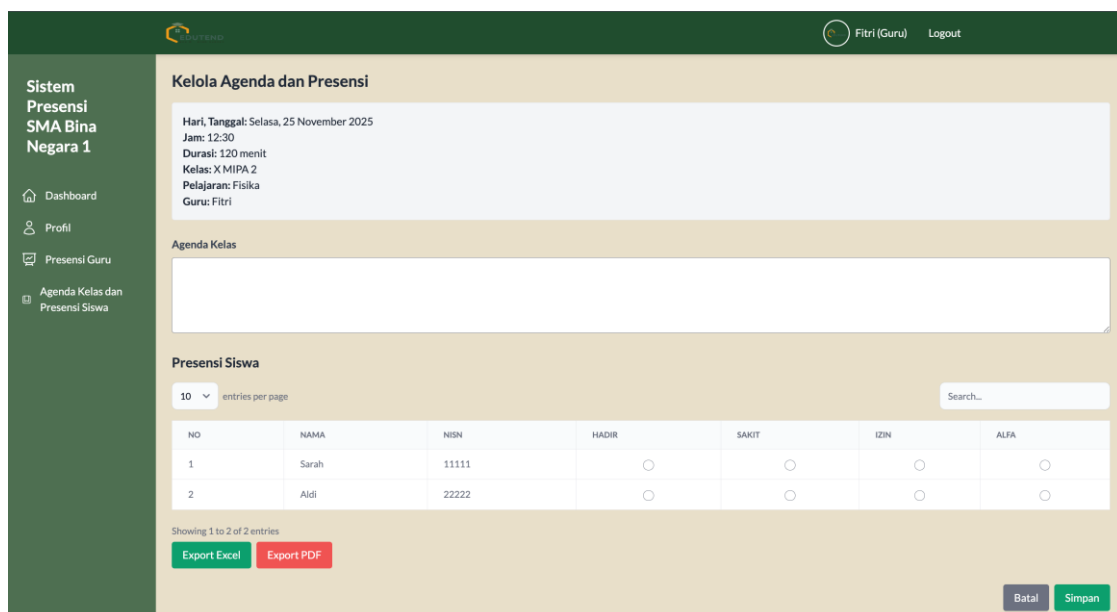 EDUTEND
Fitri (Guru)
Logout
Sistem
Presensi
SMA Bina
Negara 1
Dashboard
Profil
Presensi Guru
Agenda Kelas dan
Presensi Siswa
Kelola Agenda dan Presensi
Hari, Tanggal: Selasa, 25 November 2025
Jam: 12:30
Durasi: 120 menit
Kelas: X MIPA 2
Pelajaran: Fisika
Guru: Fitri
Agenda Kelas
Presensi Siswa
10 entries per page
Search...
NO NAMA NISN HADIR SAKIT IZIN ALFA
1 Sarah 11111
2 Aldi 22222
Showing 1 to 2 of 2 entries
Export Excel Export PDF
Batal Simpan